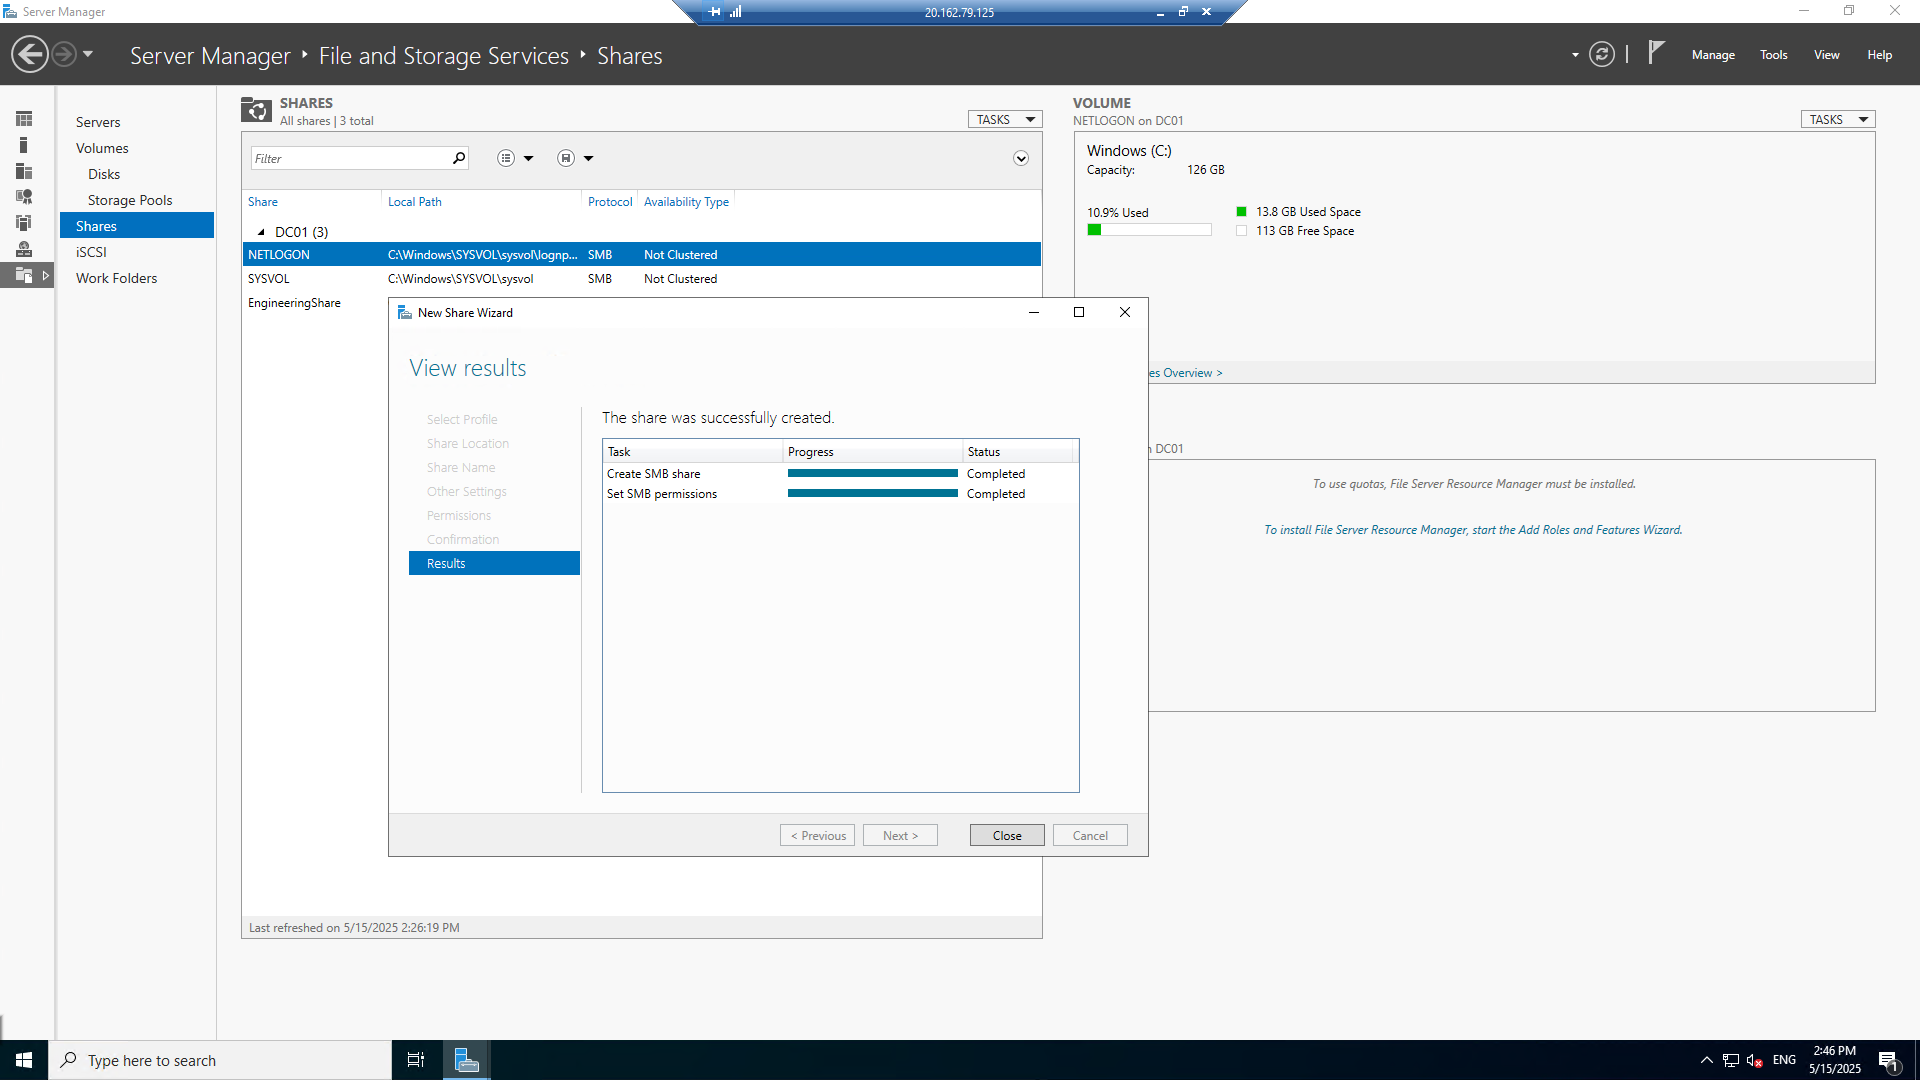 Server Manager
20.162.79.125
Server Manager ‣ File and Storage Services ‣ Shares
Manage Tools View Help
Servers
Volumes
Disks
Storage Pools
Shares
iSCSI
Work Folders
SHARES
All shares | 3 total
TASKS
Filter
Share Local Path Protocol Availability Type
DC01 (3)
NETLOGON C:\Windows\SYSVOL\sysvol\lognp... SMB Not Clustered
SYSVOL C:\Windows\SYSVOL\sysvol SMB Not Clustered
EngineeringShare
Last refreshed on 5/15/2025 2:26:19 PM
VOLUME
NETLOGON on DC01
TASKS
Windows (C:)
Capacity: 126 GB
10.9% Used
13.8 GB Used Space
113 GB Free Space
es Overview >
DC01
To use quotas, File Server Resource Manager must be installed.
To install File Server Resource Manager, start the Add Roles and Features Wizard.
New Share Wizard
View results
Select Profile
Share Location
Share Name
Other Settings
Permissions
Confirmation
Results
The share was successfully created.
Task Progress Status
Create SMB share Completed
Set SMB permissions Completed
< Previous Next > Close Cancel
Type here to search
ENG
2:46 PM
5/15/2025
1